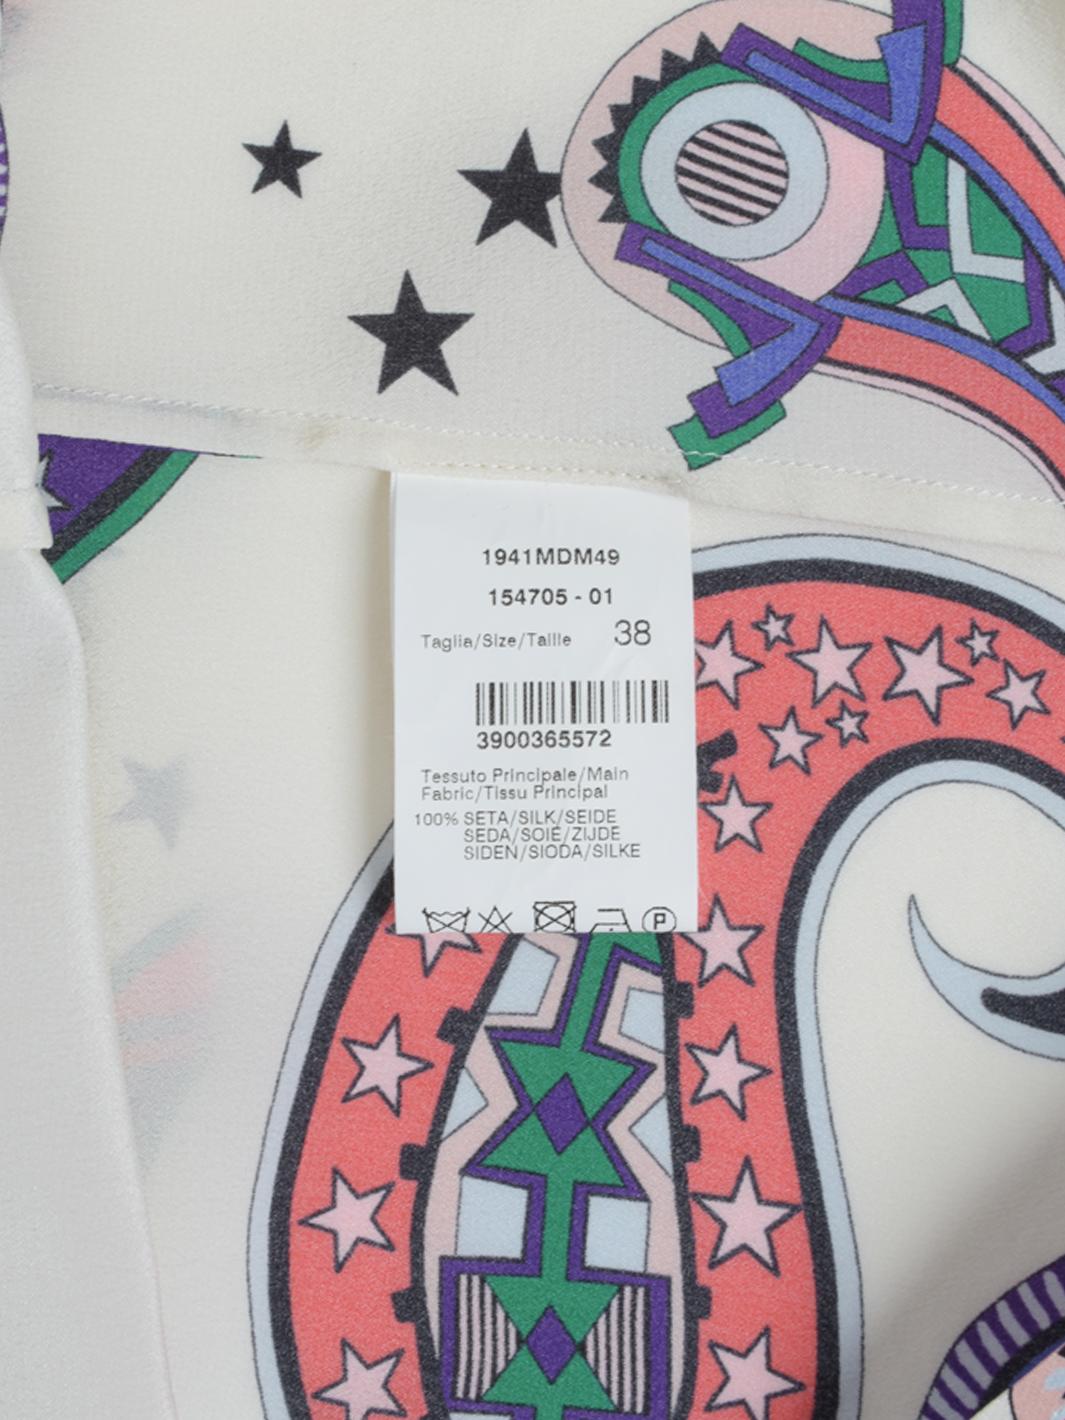 1941MDM49
154705 - 01
Taglia/Size/Taille 38
3900365572
Tessuto Principale/Main
Fabric/Tissu Principal
100% SETA/SILK/SEIDE
SEDA/SOIE/ZIJDE
SIDEN/SIODA/SILKE
P